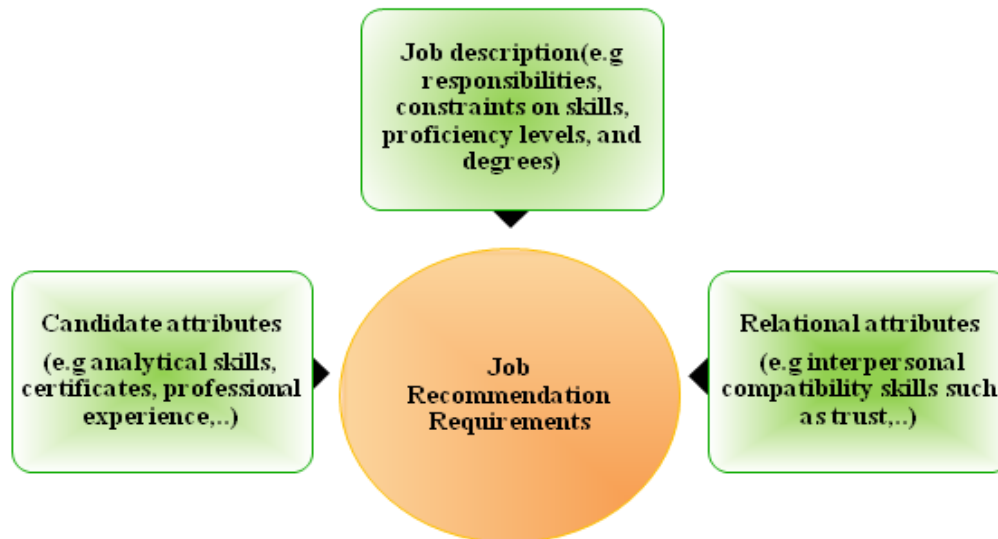 Job description(e.g
responsibilities,
constraints on skills,
proficiency levels, and
degrees)
Candidate attributes
(e.g analytical skills,
certificates, professional
experience,..)
Job
Recommendation
Requirements
Relational attributes
(e.g interpersonal
compatibility skills such
as trust,..)